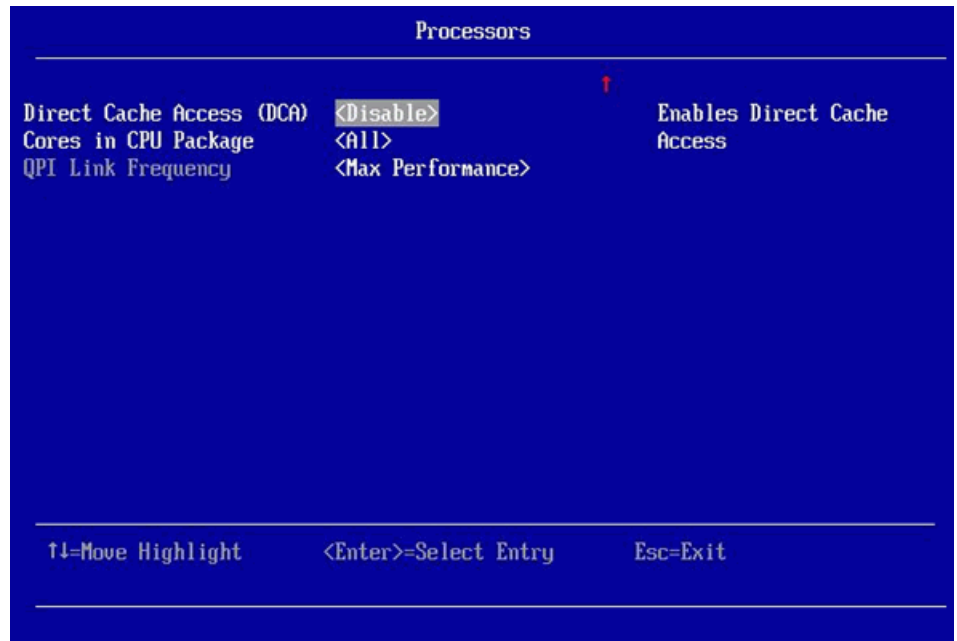 Processors
↑
Direct Cache Access (DCA) <Disable> Enables Direct Cache
Cores in CPU Package <All> Access
QPI Link Frequency <Max Performance>
↑↓=Move Highlight <Enter>=Select Entry Esc=Exit